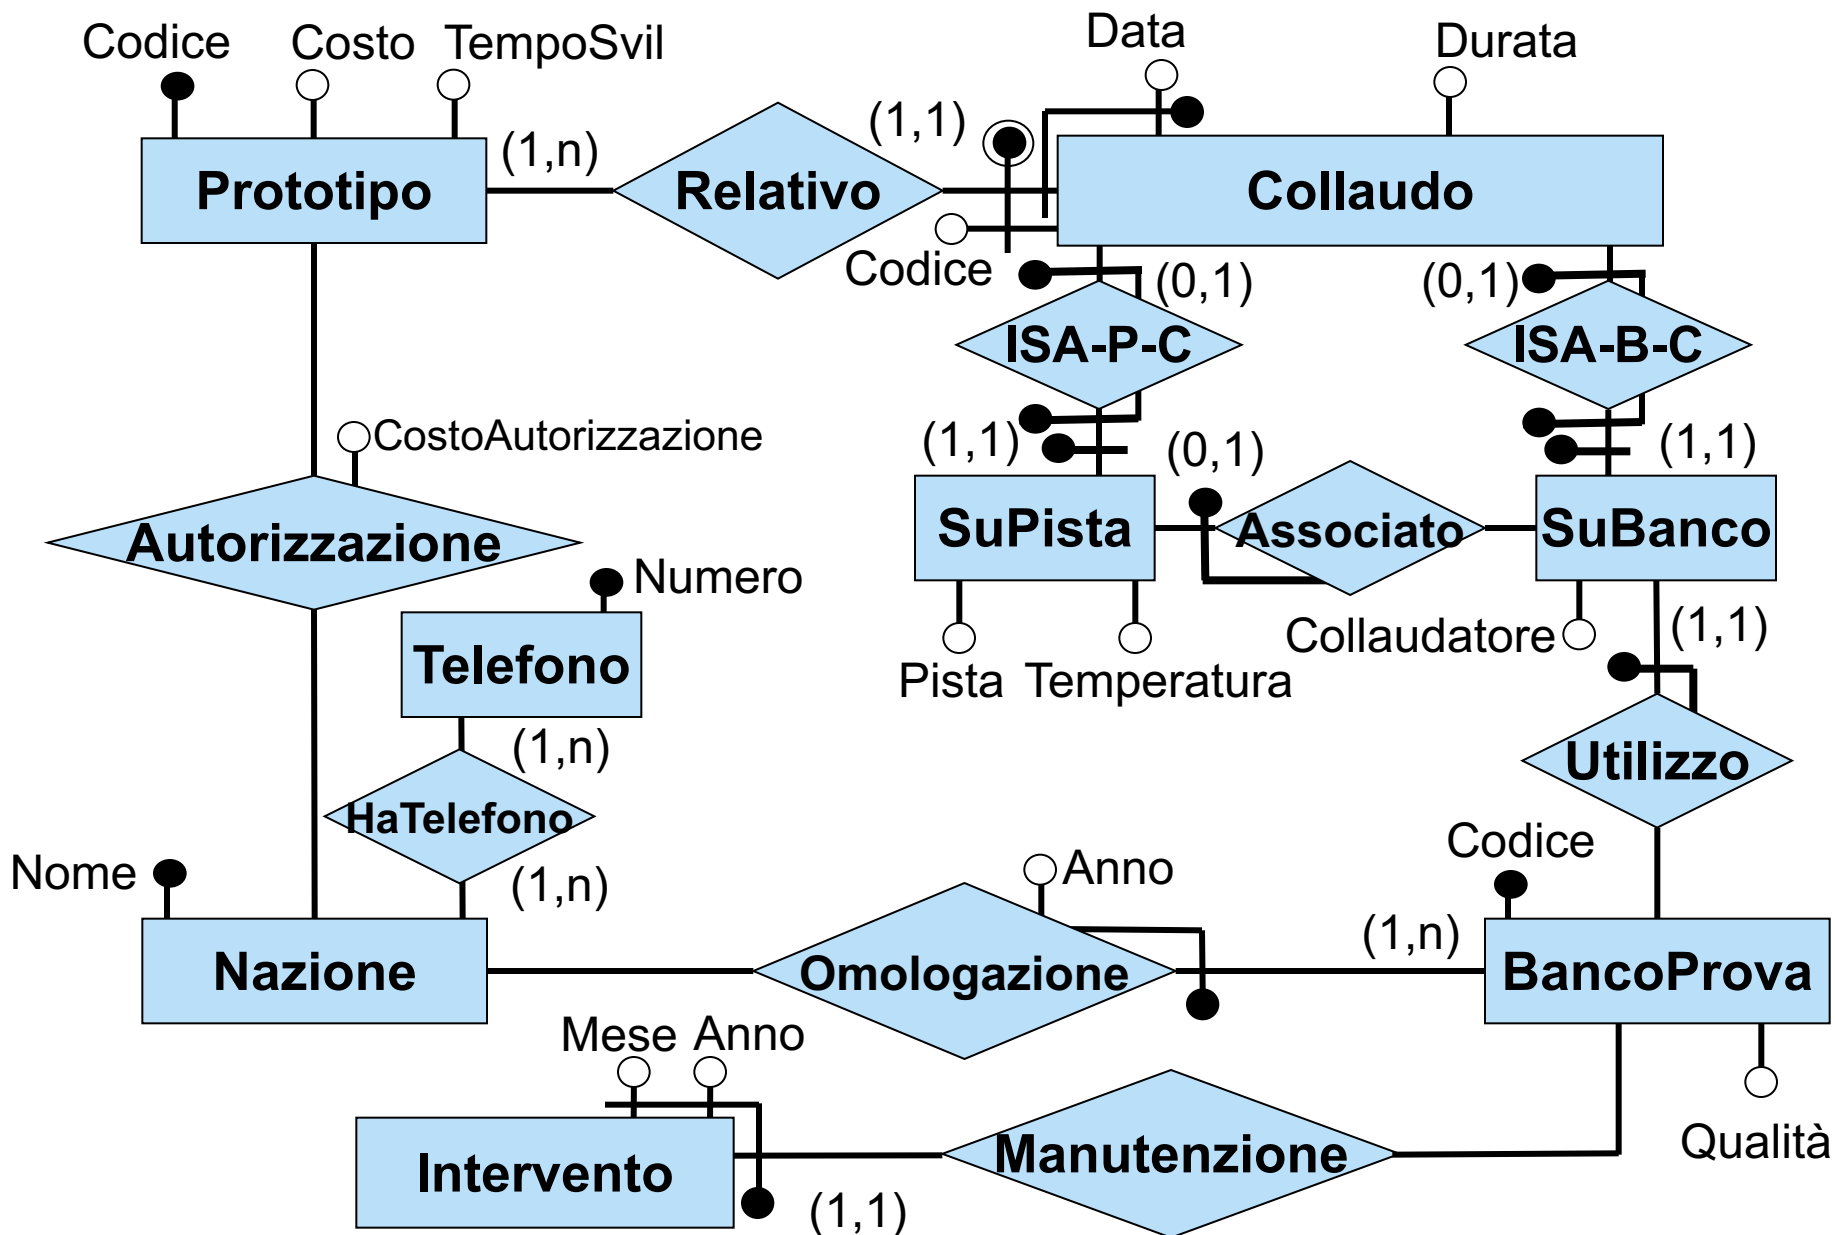 Codice
Costo
TempoSvil
Data
Durata
(1,n)
(1,1)
Prototipo
Relativo
Collaudo
Codice
(0,1)
(0,1)
ISA-P-C
ISA-B-C
CostoAutorizzazione
(1,1)
(0,1)
(1,1)
Autorizzazione
SuPista
Associato
SuBanco
Numero
Collaudatore
(1,1)
Telefono
Pista
Temperatura
(1,n)
Utilizzo
HaTelefono
Codice
Nome
(1,n)
Anno
(1,n)
Nazione
Omologazione
BancoProva
Mese
Anno
Qualità
Intervento
Manutenzione
(1,1)